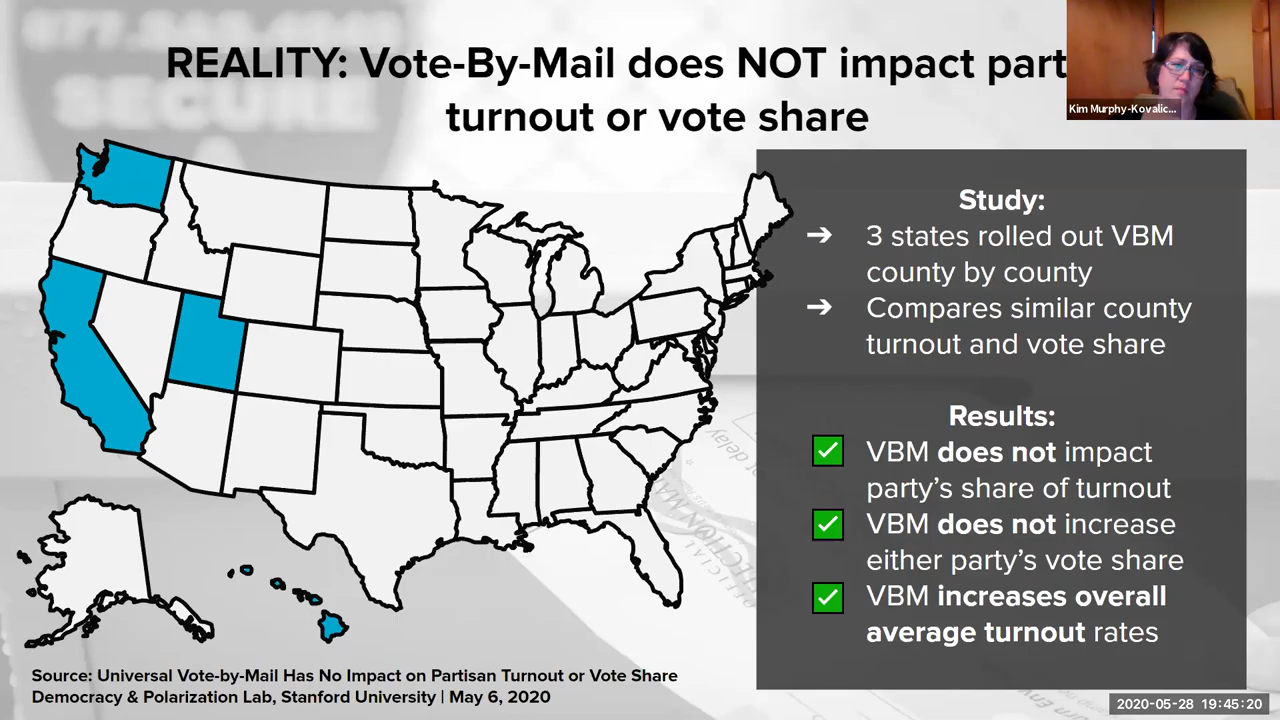 REALITY: Vote-By-Mail does NOT impact part
turnout or vote share
Kim Murphy-Kovalic...
Study:
➔ 3 states rolled out VBM
county by county
➔ Compares similar county
turnout and vote share
Results:
VBM does not impact
party's share of turnout
VBM does not increase
either party's vote share
VBM increases overall
average turnout rates
SECURE
or delay
Source: Universal Vote-by-Mail Has No Impact on Partisan Turnout or Vote Share
Democracy & Polarization Lab, Stanford University | May 6, 2020
2020-05-28 19:45:20